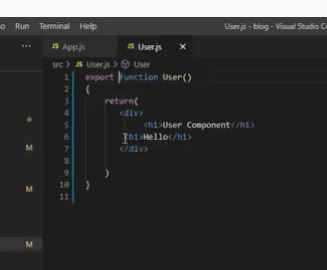 Run Terminal Help User.js - blog - Visual Studio Co
JS App.js JS User.js ×
src > JS User.js > User
1 export function User()
2 {
3 return(
4 <div>
5 <h1>User Component</h1>
6 <h1>Hello</h1>
7 </div>
8
9 )
10 }
11
M
M
M